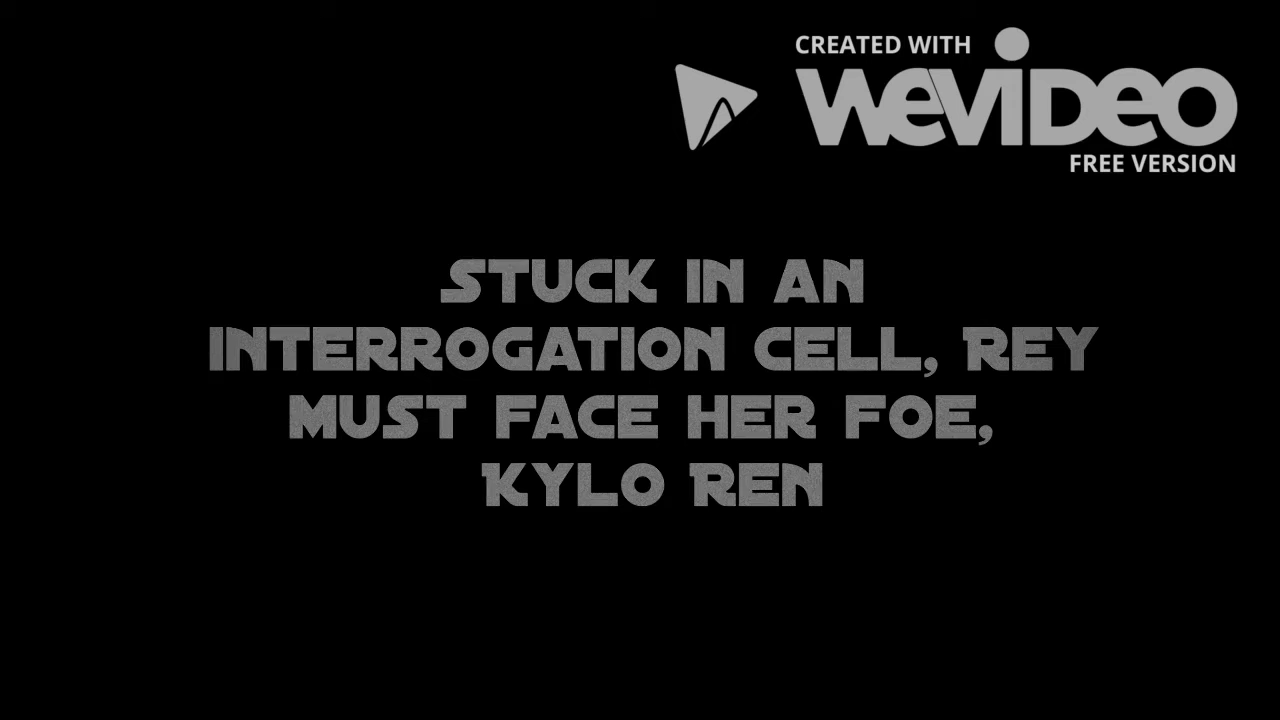 CREATED WITH
WEVIDEO
FREE VERSION
STUCK IN AN
INTERROGATION CELL, REY
MUST FACE HER FOE,
KYLO REN